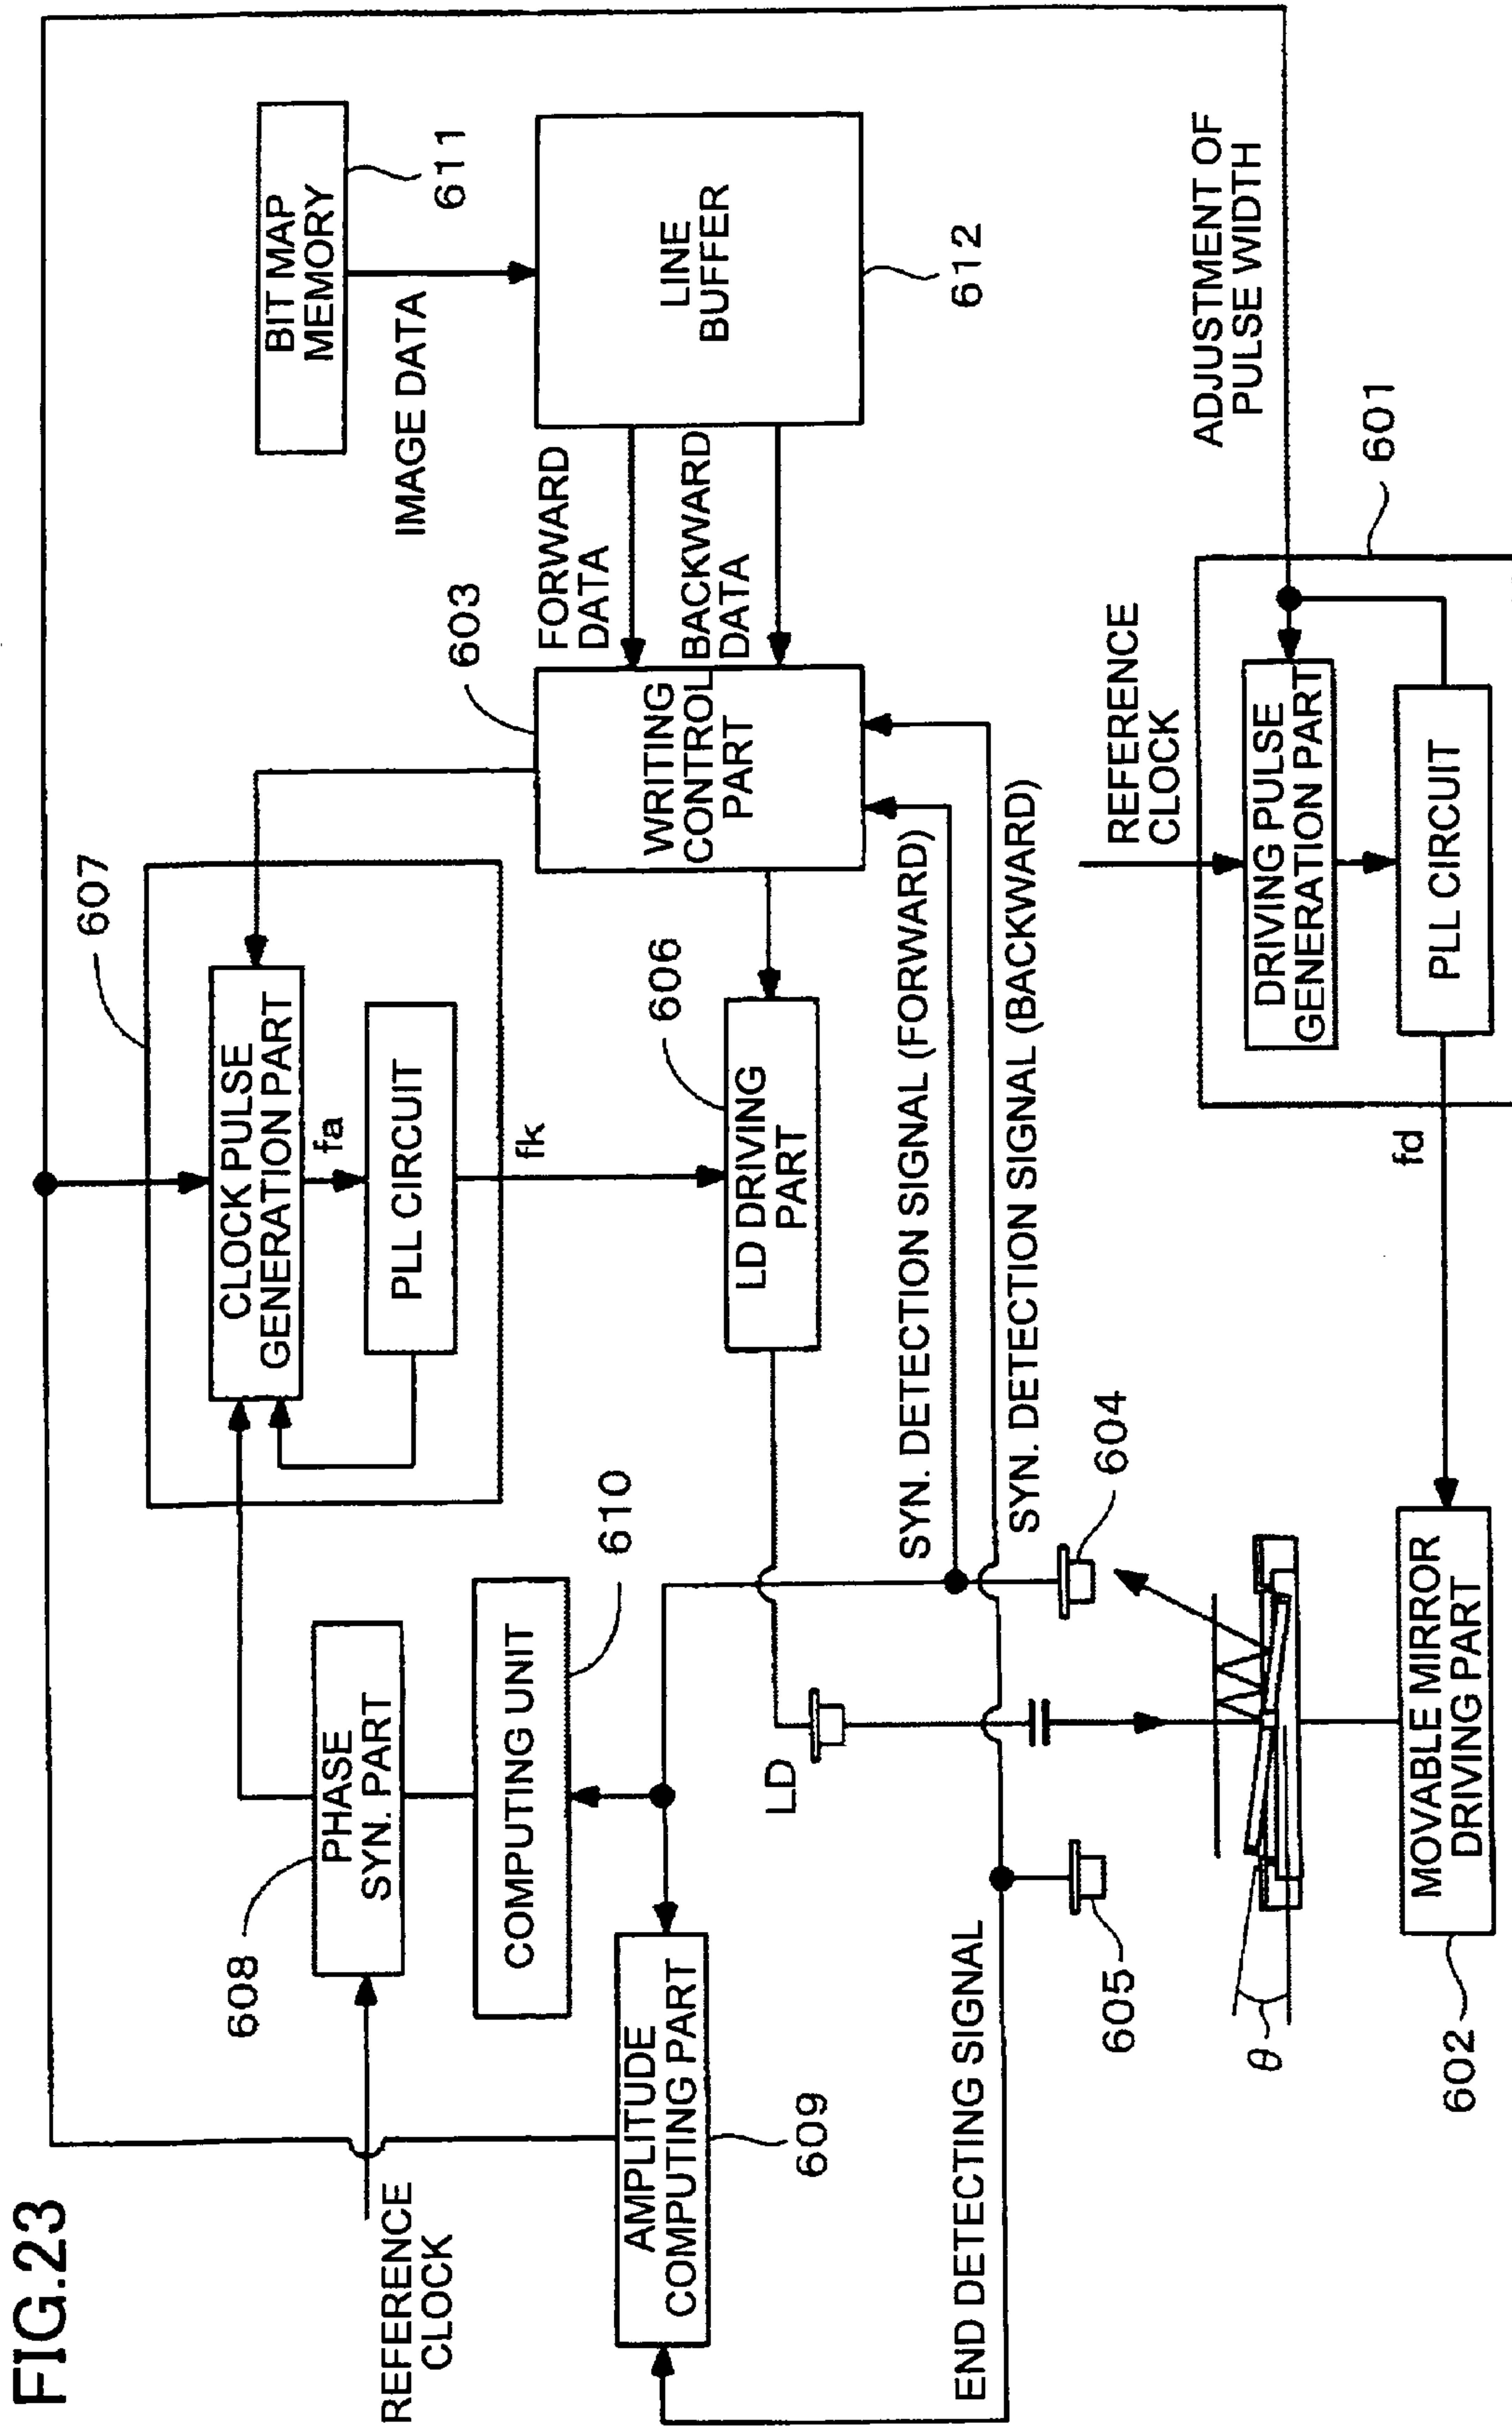 FIG.23
REFERENCE
CLOCK
608
PHASE
SYN. PART
607
CLOCK PULSE
GENERATION PART
fa
PLL CIRCUIT
fk
BIT MAP
MEMORY
611
IMAGE DATA
AMPLITUDE
COMPUTING PART
609
COMPUTING UNIT
610
606
LD DRIVING
PART
603
WRITING
CONTROL
PART
FORWARD
DATA
BACKWARD
DATA
LINE
BUFFER
612
LD
END DETECTING SIGNAL
SYN. DETECTION SIGNAL (FORWARD)
SYN. DETECTION SIGNAL (BACKWARD)
605
604
θ
602
MOVABLE MIRROR
DRIVING PART
fd
REFERENCE
CLOCK
DRIVING PULSE
GENERATION PART
PLL CIRCUIT
601
ADJUSTMENT OF
PULSE WIDTH